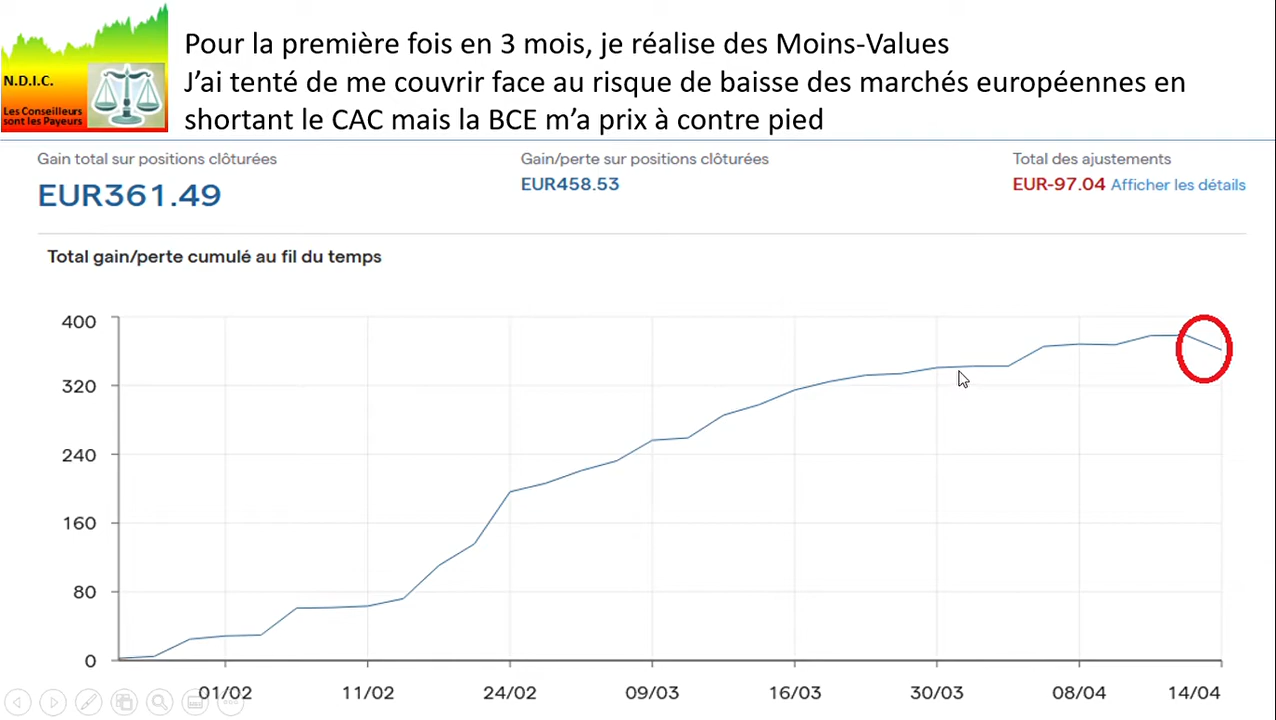 N.D.I.C.
Les Conseilleurs
sont les Payeurs
Pour la première fois en 3 mois, je réalise des Moins-Values
J'ai tenté de me couvrir face au risque de baisse des marchés européennes en
shortant le CAC mais la BCE m'a prix à contre pied
Gain total sur positions clôturées
EUR361.49
Gain/perte sur positions clôturées
EUR458.53
Total des ajustements
EUR-97.04 Afficher les détails
Total gain/perte cumulé au fil du temps
400
320
240
160
80
0
01/02 11/02 24/02 09/03 16/03 30/03 08/04 14/04